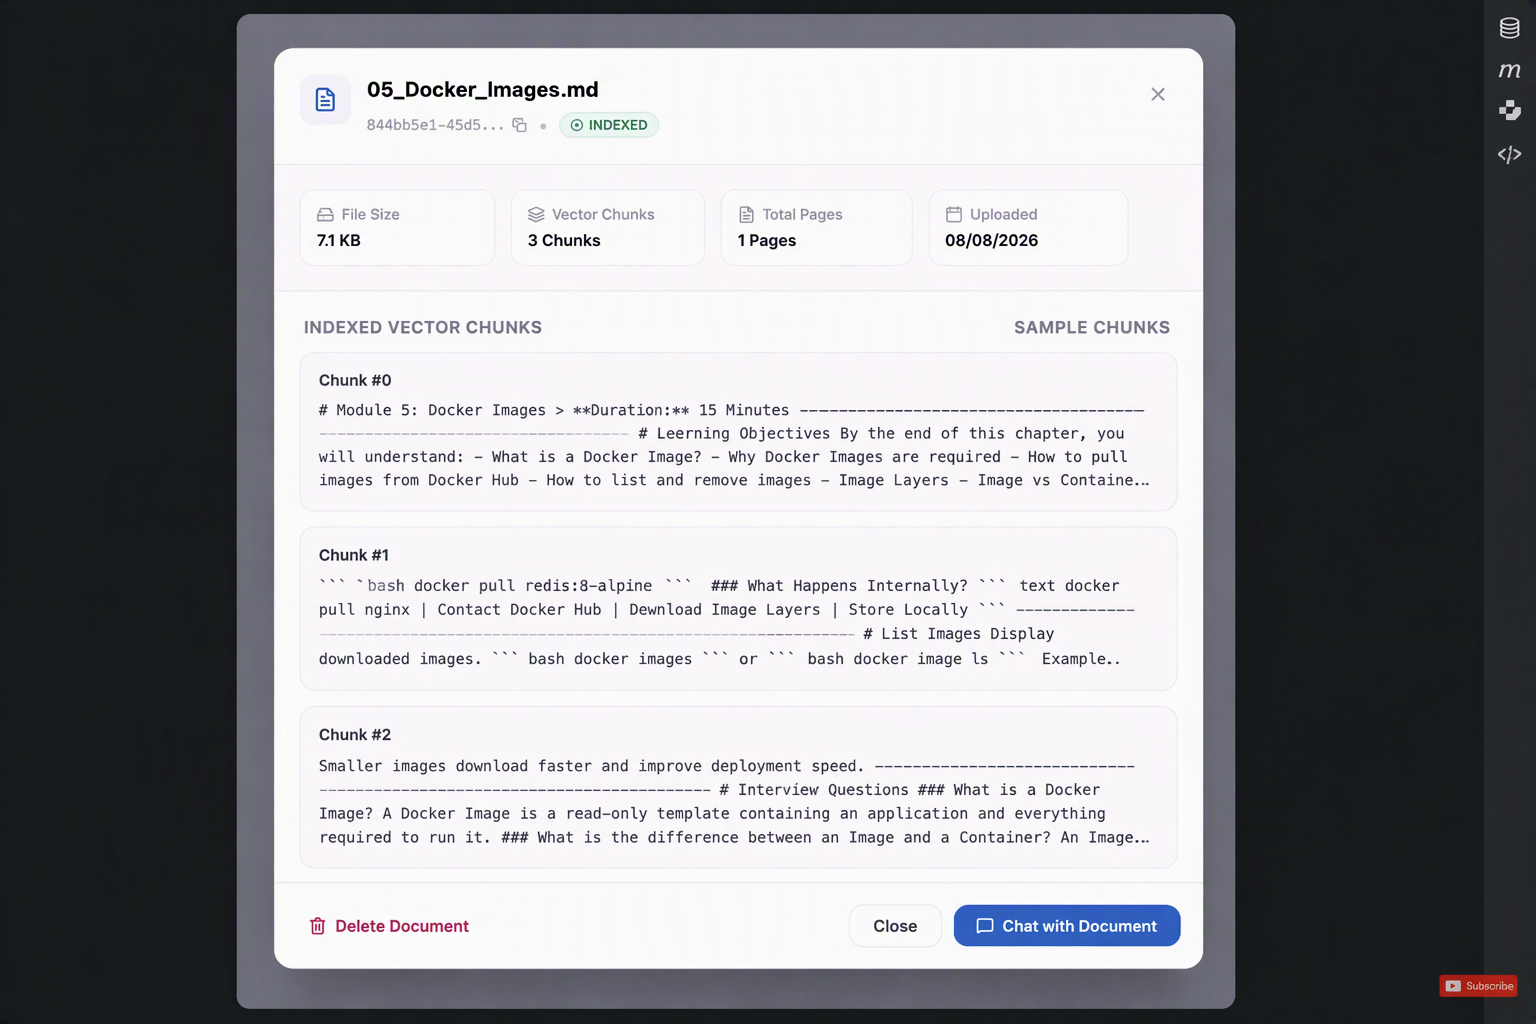 05_Docker_Images.md
844bb5e1-45d5...
INDEXED
File Size
7.1 KB
Vector Chunks
3 Chunks
Total Pages
1 Pages
Uploaded
08/08/2026
INDEXED VECTOR CHUNKS
SAMPLE CHUNKS
Chunk #0
# Module 5: Docker Images > **Duration:** 15 Minutes --------------------------------------
---------------------------------- # Leerning Objectives By the end of this chapter, you
will understand: - What is a Docker Image? - Why Docker Images are required - How to pull
images from Docker Hub - How to list and remove images - Image Layers - Image vs Containe...
Chunk #1
``` `bash docker pull redis:8-alpine ``` ### What Happens Internally? ``` text docker
pull nginx | Contact Docker Hub | Dewnload Image Layers | Store Locally ``` -------------
----------------------------------------------------------- # List Images Display
downloaded images. ``` bash docker images ``` or ``` bash docker image ls ``` Example..
Chunk #2
Smaller images download faster and improve deployment speed. -----------------------------
------------------------------------------- # Interview Questions ### What is a Docker
Image? A Docker Image is a read-only template containing an application and everything
required to run it. ### What is the difference between an Image and a Container? An Image...
Delete Document
Close
Chat with Document
m
</>
Subscribe